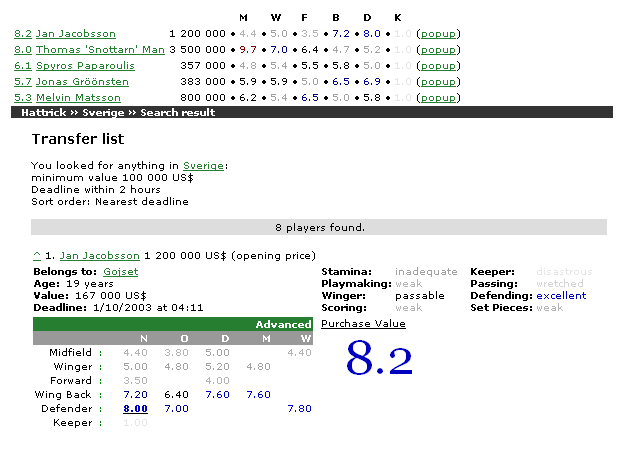 M W F B D K
8.2 Jan Jacobsson 1 200 000 • 4.4 • 5.0 • 3.5 • 7.2 • 8.0 • 1.0 (popup)
8.0 Thomas 'Snottarn' Man 3 500 000 • 9.7 • 7.0 • 6.4 • 4.7 • 5.2 • 1.0 (popup)
6.1 Spyros Paparoulis 357 000 • 4.8 • 5.4 • 5.5 • 5.8 • 5.6 • 1.0 (popup)
5.7 Jonas Gröönsten 383 000 • 5.9 • 5.9 • 5.0 • 6.5 • 6.9 • 1.0 (popup)
5.3 Melvin Matsson 800 000 • 6.2 • 5.4 • 6.5 • 5.0 • 5.8 • 1.0 (popup)
Hattrick ›› Sverige ›› Search result
Transfer list
You looked for anything in Sverige:
minimum value 100 000 US$
Deadline within 2 hours
Sort order: Nearest deadline
8 players found.
^ 1. Jan Jacobsson 1 200 000 US$ (opening price)
Belongs to: Gojset Stamina: inadequate Keeper: disastrous
Age: 19 years Playmaking: weak Passing: wretched
Value: 167 000 US$ Winger: passable Defending: excellent
Deadline: 1/10/2003 at 04:11 Scoring: weak Set Pieces: weak
Advanced Purchase Value
N O D M W
Midfield : 4.40 3.80 5.00 4.40
Winger : 5.00 4.80 5.20 4.80
Forward : 3.50 4.00
Wing Back : 7.20 6.40 7.60 7.60
Defender : 8.00 7.00 7.80
Keeper : 1.00
8.2